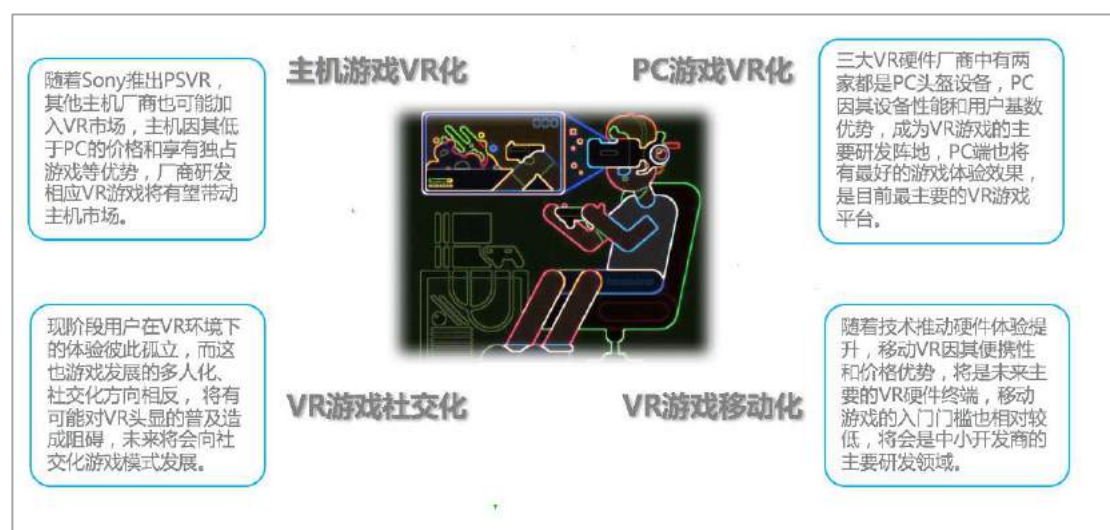 主机游戏VR化
随着Sony推出PSVR，
其他主机厂商也可能加
入VR市场，主机因其低
于PC的价格和享有独占
游戏等优势，厂商研发
相应VR游戏将有望带动
主机市场。
PC游戏VR化
三大VR硬件厂商中有两
家都是PC头盔设备，PC
因其设备性能和用户基数
优势，成为VR游戏的主
要研发阵地，PC端也将
有最好的游戏体验效果，
是目前最主要的VR游戏
平台。
现阶段用户在VR环境下
的体验彼此孤立，而这
也游戏发展的多人化、
社交化方向相反，将有
可能对VR头显的普及造
成阻碍，未来将会向社
交化游戏模式发展。
VR游戏社交化
VR游戏移动化
随着技术推动硬件体验提
升，移动VR因其便携性
和价格优势，将是未来主
要的VR硬件终端，移动
游戏的入门门槛也相对较
低，将会是中小开发商的
主要研发领域。